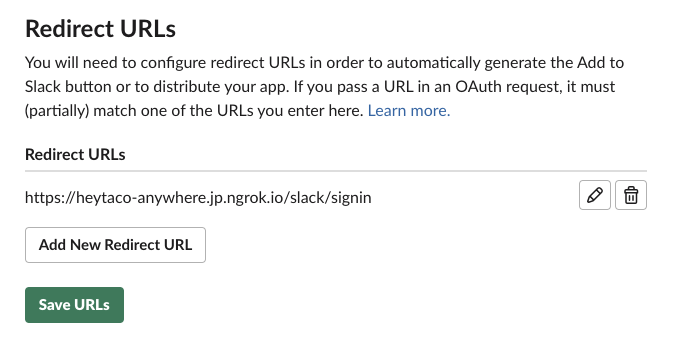 Redirect URLs
You will need to configure redirect URLs in order to automatically generate the Add to
Slack button or to distribute your app. If you pass a URL in an OAuth request, it must
(partially) match one of the URLs you enter here. Learn more.
Redirect URLs
https://heytaco-anywhere.jp.ngrok.io/slack/signin
Add New Redirect URL
Save URLs